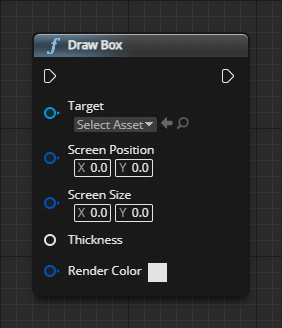 f Draw Box
Target
Select Asset
Screen Position
X 0.0 Y 0.0
Screen Size
X 0.0 Y 0.0
Thickness
Render Color